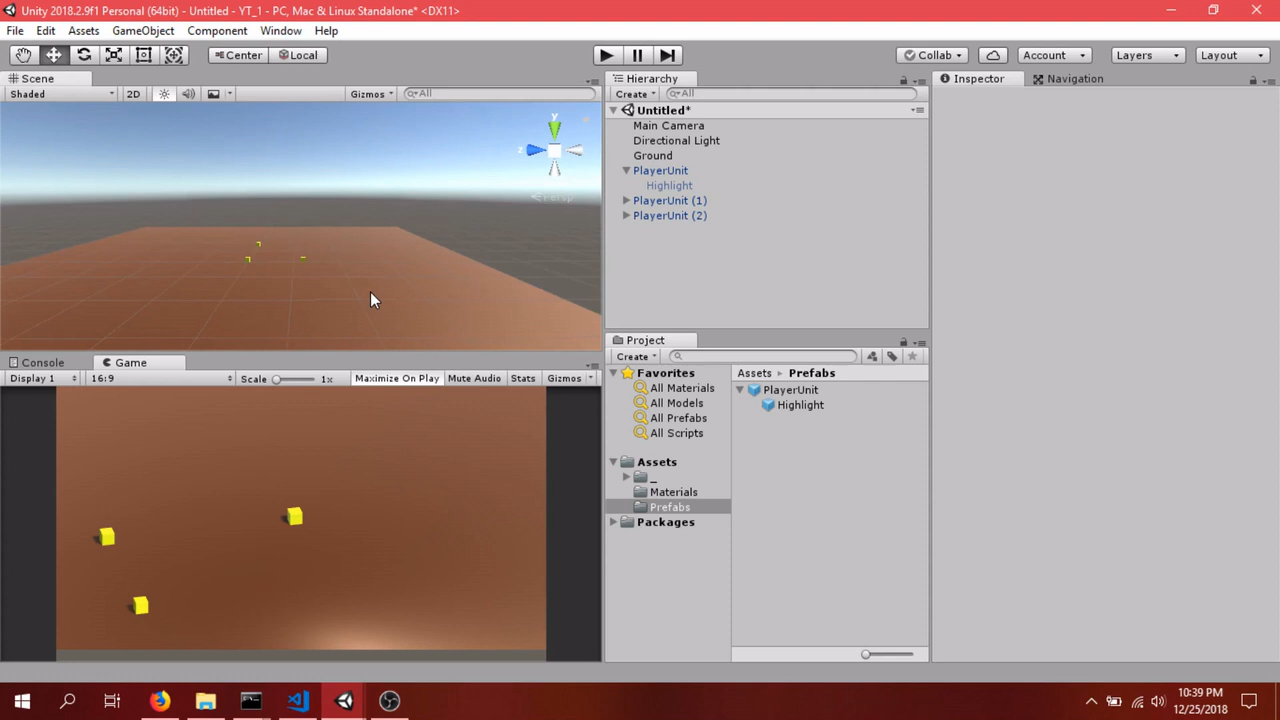 Unity 2018.2.9f1 Personal (64bit) - Untitled - YT_1 - PC, Mac & Linux Standalone* <DX11>
File Edit Assets GameObject Component Window Help
Center Local Collab Account Layers Layout
Scene
Shaded 2D Gizmos All
y
z
Persp
Hierarchy
Create All
Untitled*
Main Camera
Directional Light
Ground
PlayerUnit
Highlight
PlayerUnit (1)
PlayerUnit (2)
Inspector Navigation
Console Game
Display 1 16:9 Scale 1x Maximize On Play Mute Audio Stats Gizmos
Project
Create
Favorites
All Materials
All Models
All Prefabs
All Scripts
Assets
_
Materials
Prefabs
Packages
Assets Prefabs
PlayerUnit
Highlight
10:39 PM
12/25/2018